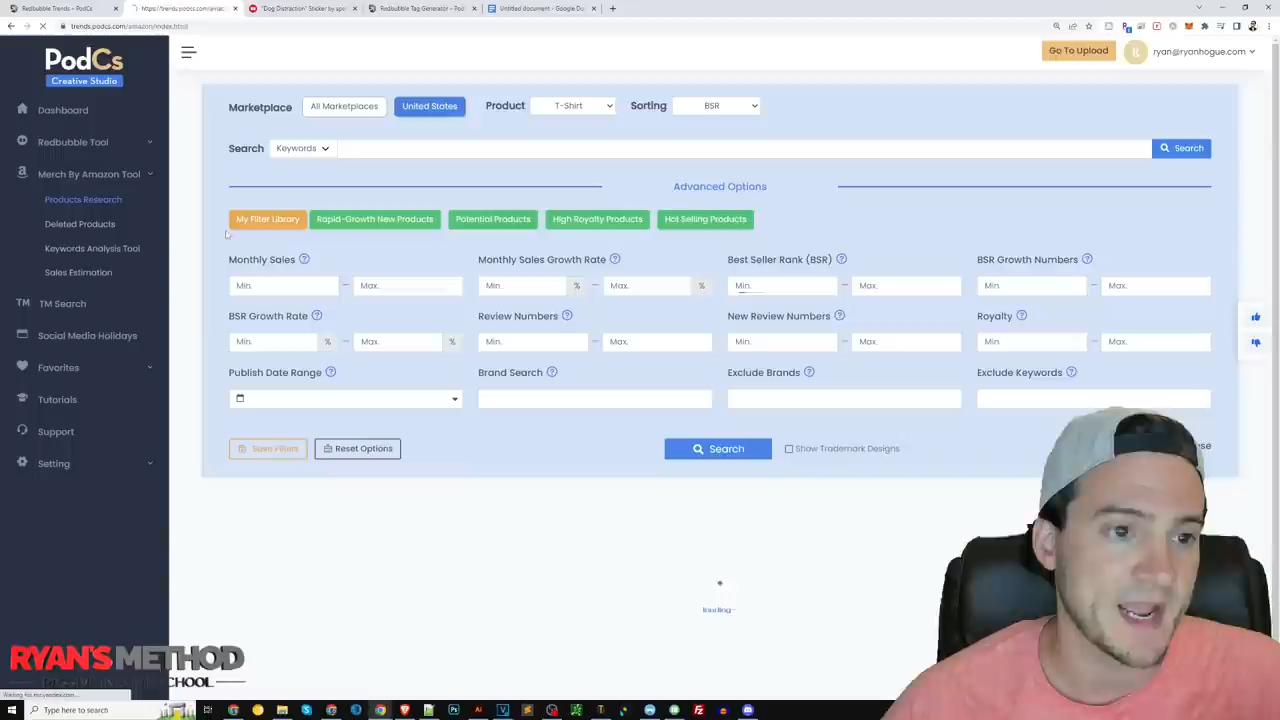 Redbubble Trends – PodCs
https://trends.podcs.com/amaz
"Dog Distraction" Sticker by spe
Redbubble Tag Generator – PodC
Untitled document - Google Do
trends.podcs.com/amazon/index.html
PodCs
Creative Studio
Go To Upload
R
ryan@ryanhogue.com
Dashboard
Redbubble Tool
Merch By Amazon Tool
Products Research
Deleted Products
Keywords Analysis Tool
Sales Estimation
TM TM Search
Social Media Holidays
Favorites
Tutorials
Support
Setting
Marketplace All Marketplaces United States Product T-Shirt Sorting BSR
Search Keywords Search
Advanced Options
My Filter Library Rapid-Growth New Products Potential Products High Royalty Products Hot Selling Products
Monthly Sales Monthly Sales Growth Rate Best Seller Rank (BSR) BSR Growth Numbers
Min. – Max. Min. % – Max. % Min. – Max. Min. – Max.
BSR Growth Rate Review Numbers New Review Numbers Royalty
Min. % – Max. % Min. – Max. Min. – Max. Min. – Max.
Publish Date Range Brand Search Exclude Brands Exclude Keywords
Save Filters Reset Options Search Show Trademark Designs
loading
RYAN'S METHOD
Type here to search